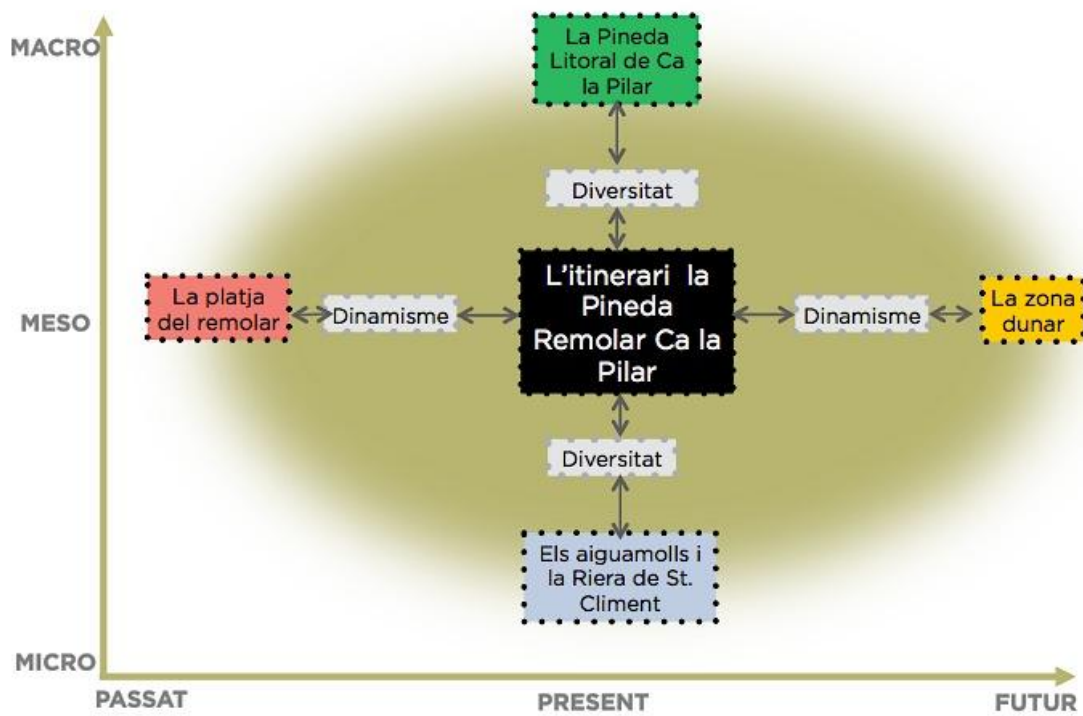 MACRO
La Pineda
Litoral de Ca
la Pilar
Diversitat
MESO
La platja
del remolar
Dinamisme
L'itinerari la
Pineda
Remolar Ca la
Pilar
Dinamisme
La zona
dunar
Diversitat
Els aiguamolls i
la Riera de St.
Climent
MICRO
PASSAT
PRESENT
FUTUR